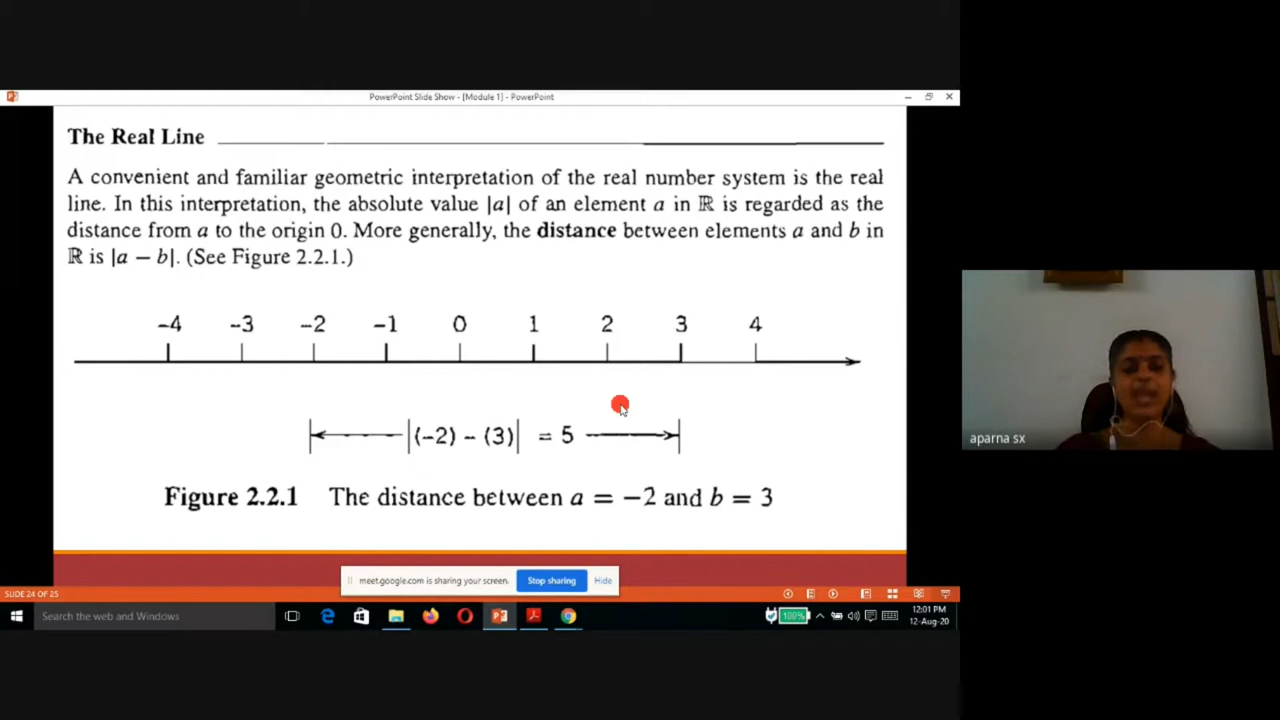 PowerPoint Slide Show - [Module 1] - PowerPoint
The Real Line
A convenient and familiar geometric interpretation of the real number system is the real
line. In this interpretation, the absolute value |a| of an element a in ℝ is regarded as the
distance from a to the origin 0. More generally, the distance between elements a and b in
ℝ is |a − b|. (See Figure 2.2.1.)
-4 -3 -2 -1 0 1 2 3 4
|(-2) - (3)| = 5
Figure 2.2.1 The distance between a = −2 and b = 3
aparna sx
meet.google.com is sharing your screen. Stop sharing Hide
SLIDE 24 OF 25
Search the web and Windows
100%
12:01 PM
12-Aug-20